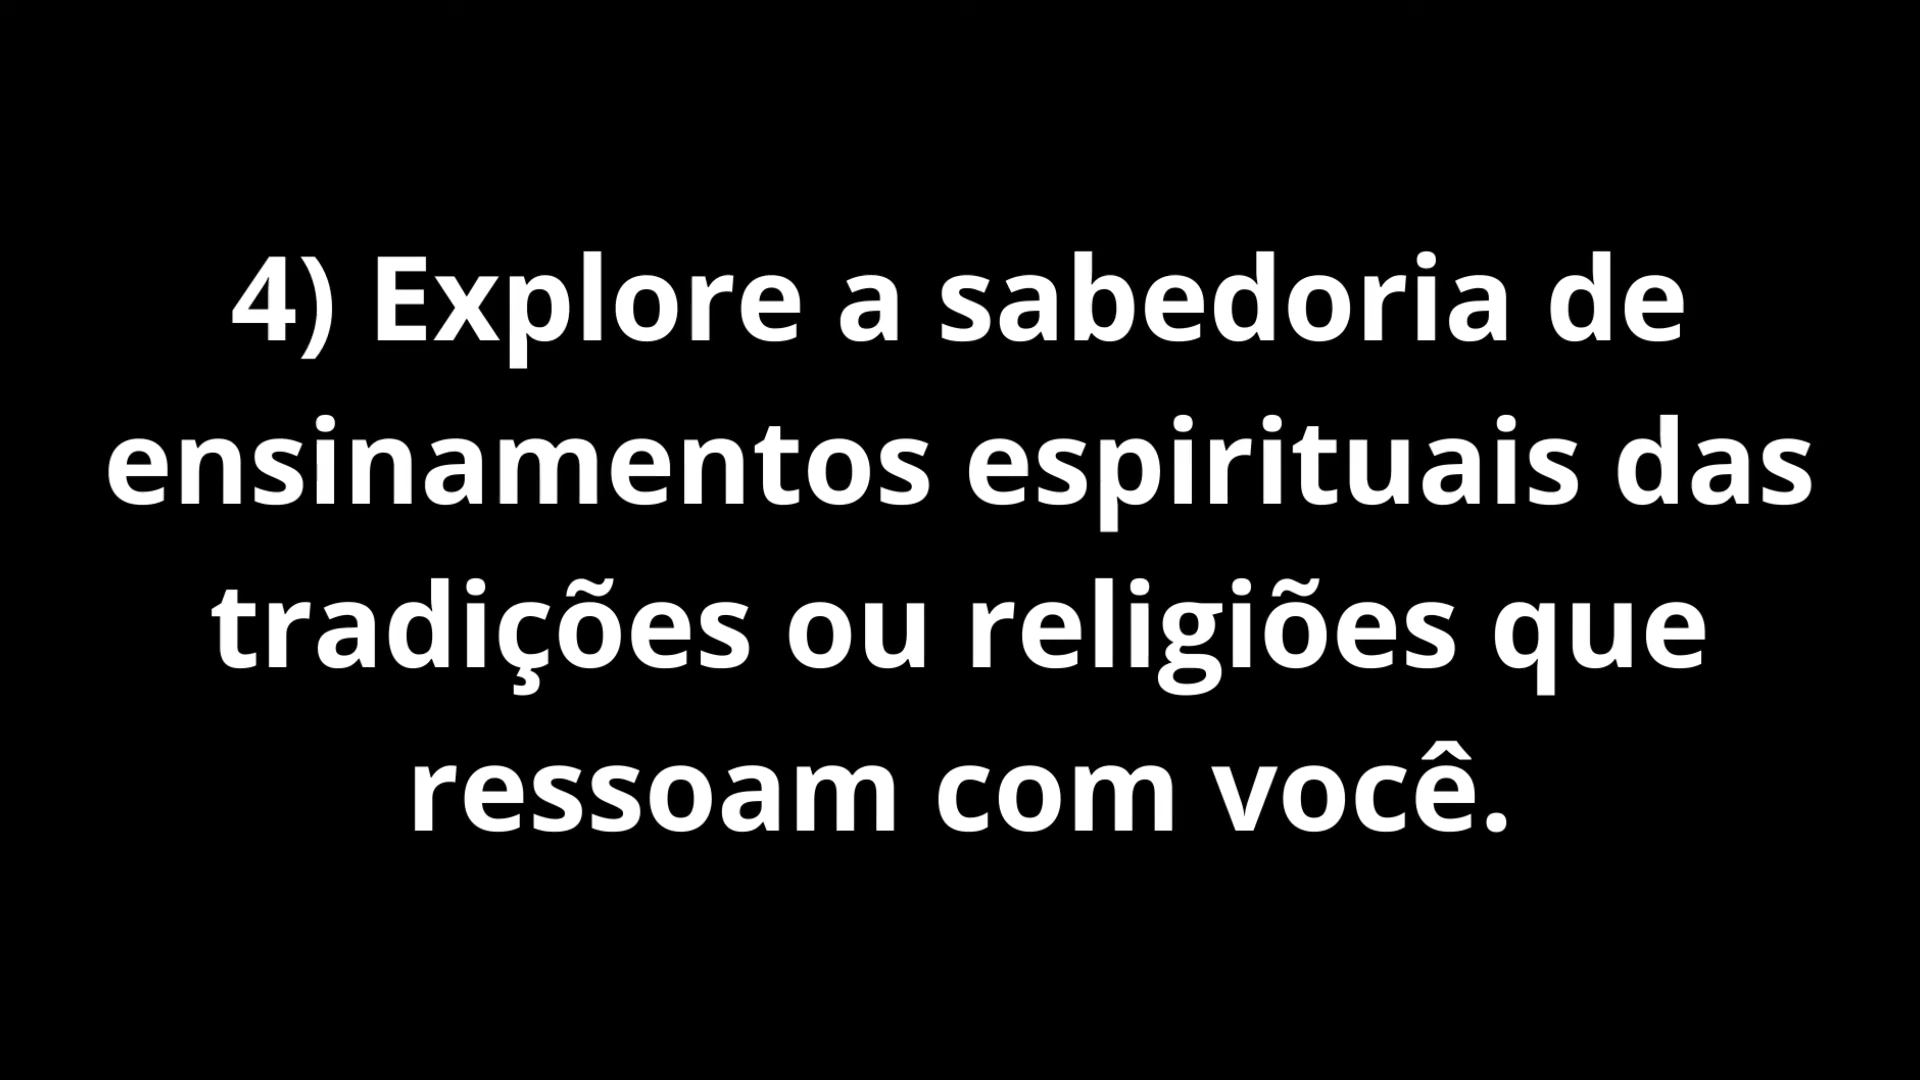 4) Explore a sabedoria de
ensinamentos espirituais das
tradições ou religiões que
ressoam com você.